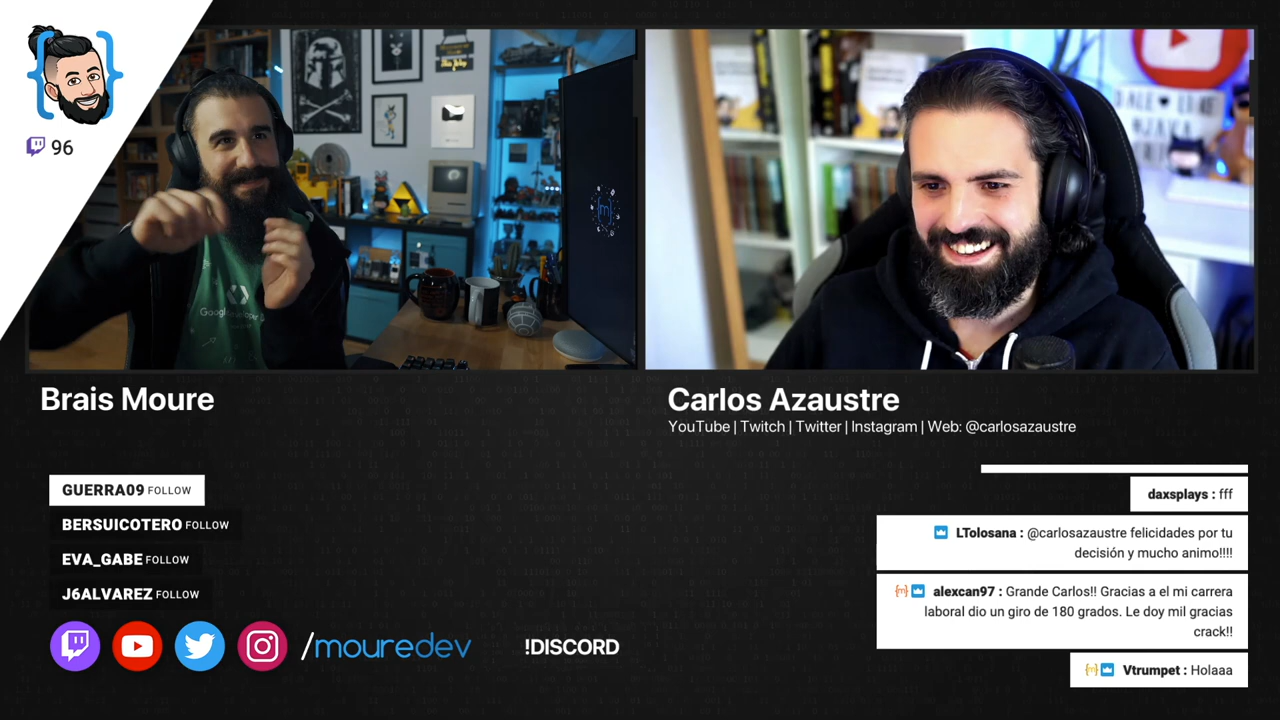 96
Google Develop
Brais Moure
Carlos Azaustre
YouTube | Twitch | Twitter | Instagram | Web: @carlosazaustre
GUERRA09 FOLLOW
BERSUICOTERO FOLLOW
EVA_GABE FOLLOW
J6ALVAREZ FOLLOW
/mouredev
!DISCORD
daxsplays : fff
LTolosana : @carlosazaustre felicidades por tu
decisión y mucho animo!!!!
{m} alexcan97 : Grande Carlos!! Gracias a el mi carrera
laboral dio un giro de 180 grados. Le doy mil gracias
crack!!
{m} Vtrumpet : Holaaa